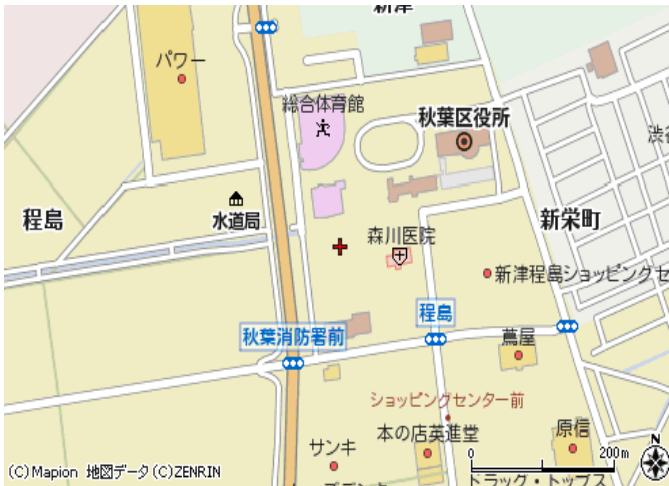 新津
パワー
総合体育館
秋葉区役所
程島
水道局
森川医院
新栄町
新津程島ショッピングセ
程島
秋葉消防署前
蔦屋
ショッピングセンター前
サンキ
本の店英進堂
原信
0
200m
N
ドラック・トップス
(C)Mapion 地図データ(C)ZENRIN